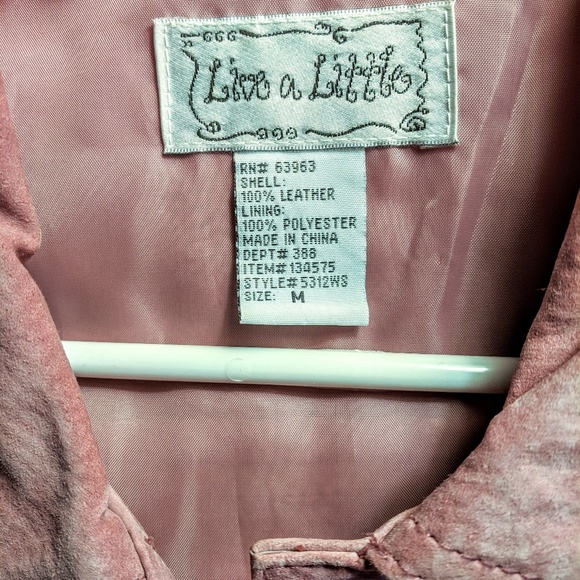 Live a Little
RN# 63963
SHELL:
100% LEATHER
LINING:
100% POLYESTER
MADE IN CHINA
DEPT# 388
ITEM# 134575
STYLE# 5312WS
SIZE: M